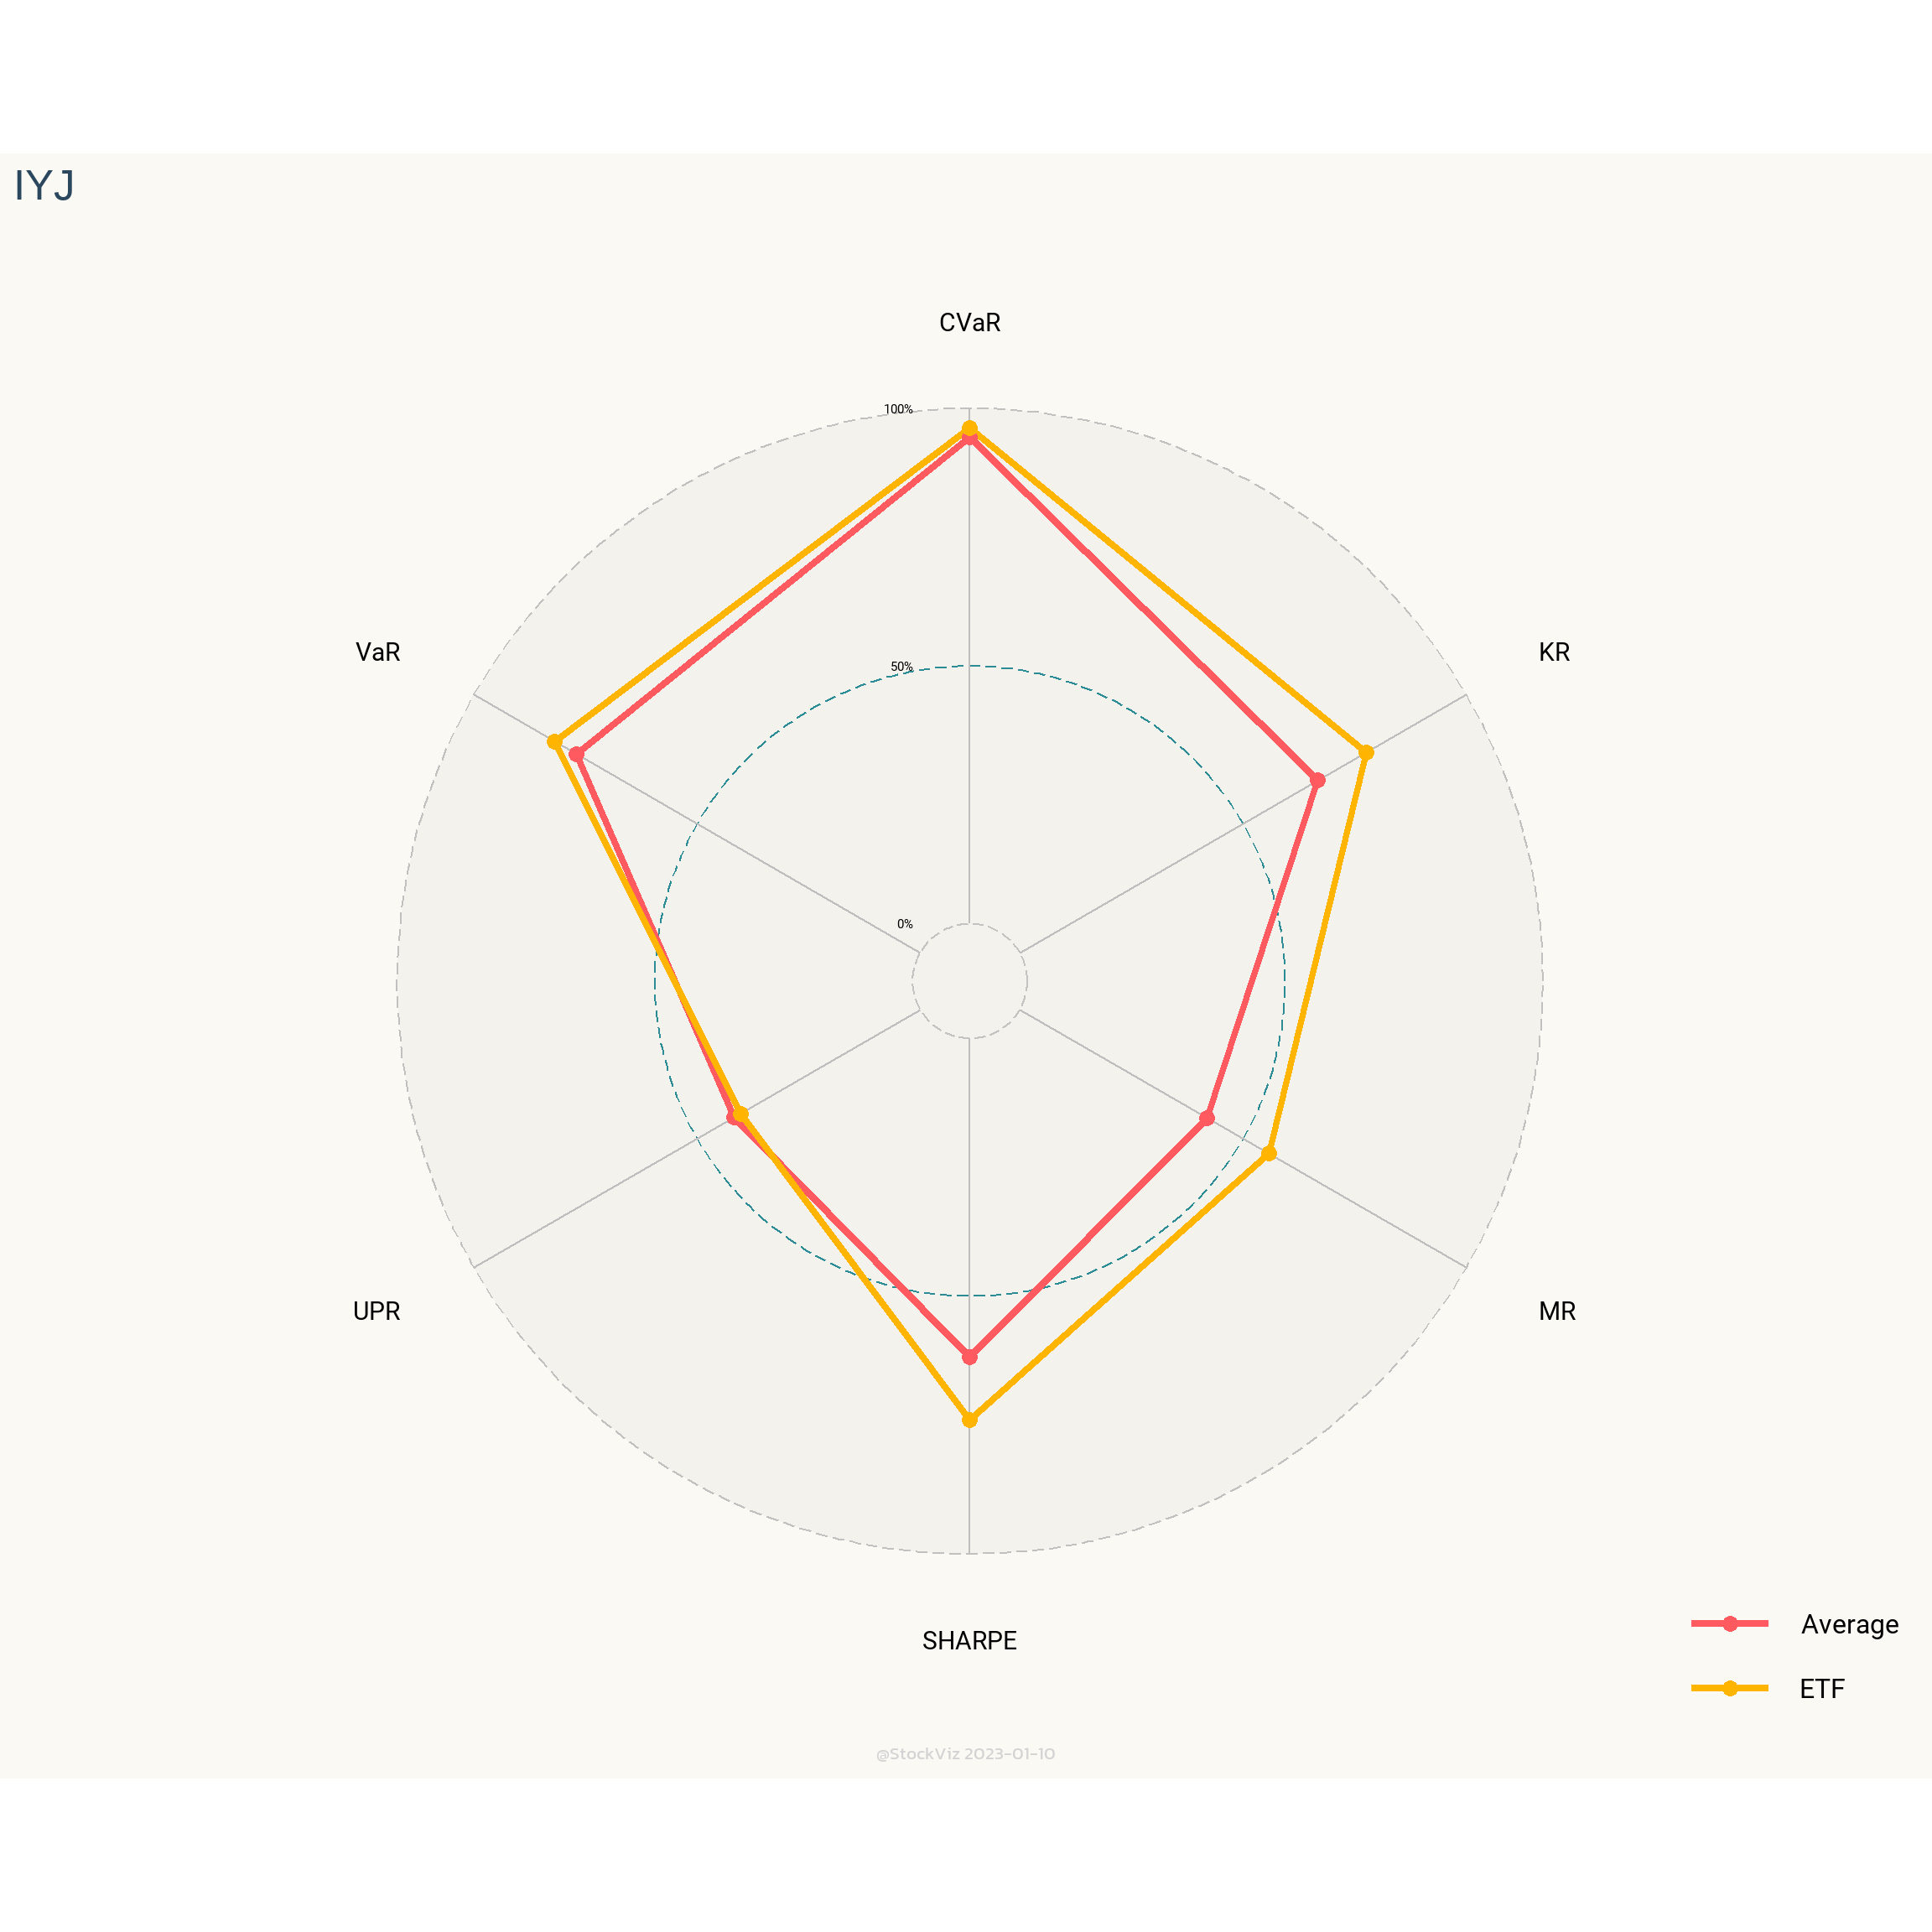 IYJ
CVaR
100%
VaR
KR
50%
0%
UPR
MR
SHARPE
Average
ETF
@StockViz 2023-01-10